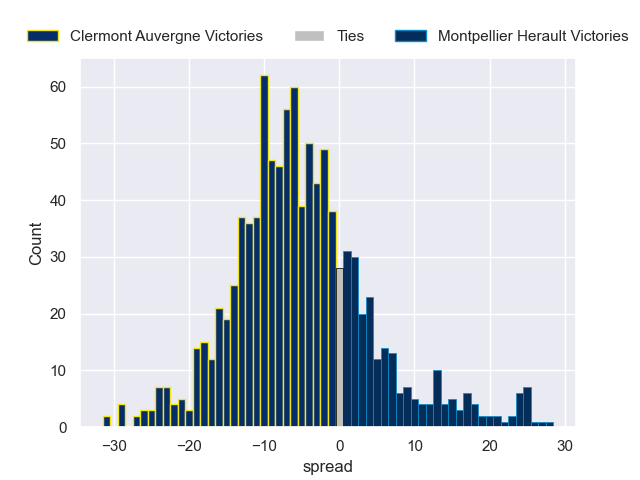 Clermont Auvergne Victories Ties Montpellier Herault Victories
60
50
40
30
20
10
0
Count
−30 −20 −10 0 10 20 30
spread